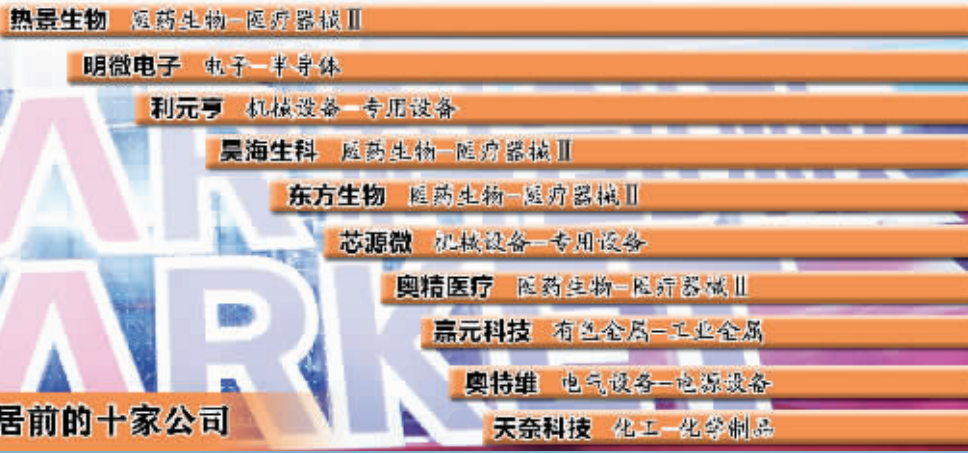 热景生物 医药生物-医疗器械Ⅱ
明微电子 电子-半导体
利元亨 机械设备-专用设备
昊海生科 医药生物-医疗器械Ⅱ
东方生物 医药生物-医疗器械Ⅱ
芯源微 机械设备-专用设备
奥精医疗 医药生物-医疗器械Ⅱ
嘉元科技 有色金属-工业金属
奥特维 电气设备-电源设备
天奈科技 化工-化学制品
居前的十家公司